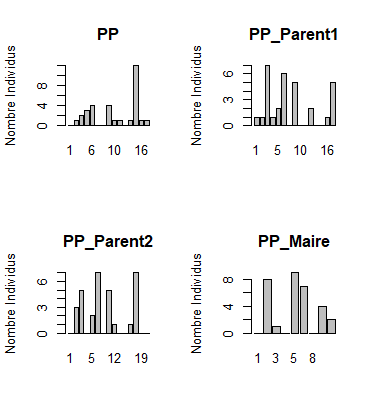 PP
Nombre Individus
0 4 8
1 6 10 16
PP_Parent1
Nombre Individus
0 3 6
1 5 10 16
PP_Parent2
Nombre Individus
0 3 6
1 5 12 19
PP_Maire
Nombre Individus
0 4 8
1 3 5 8